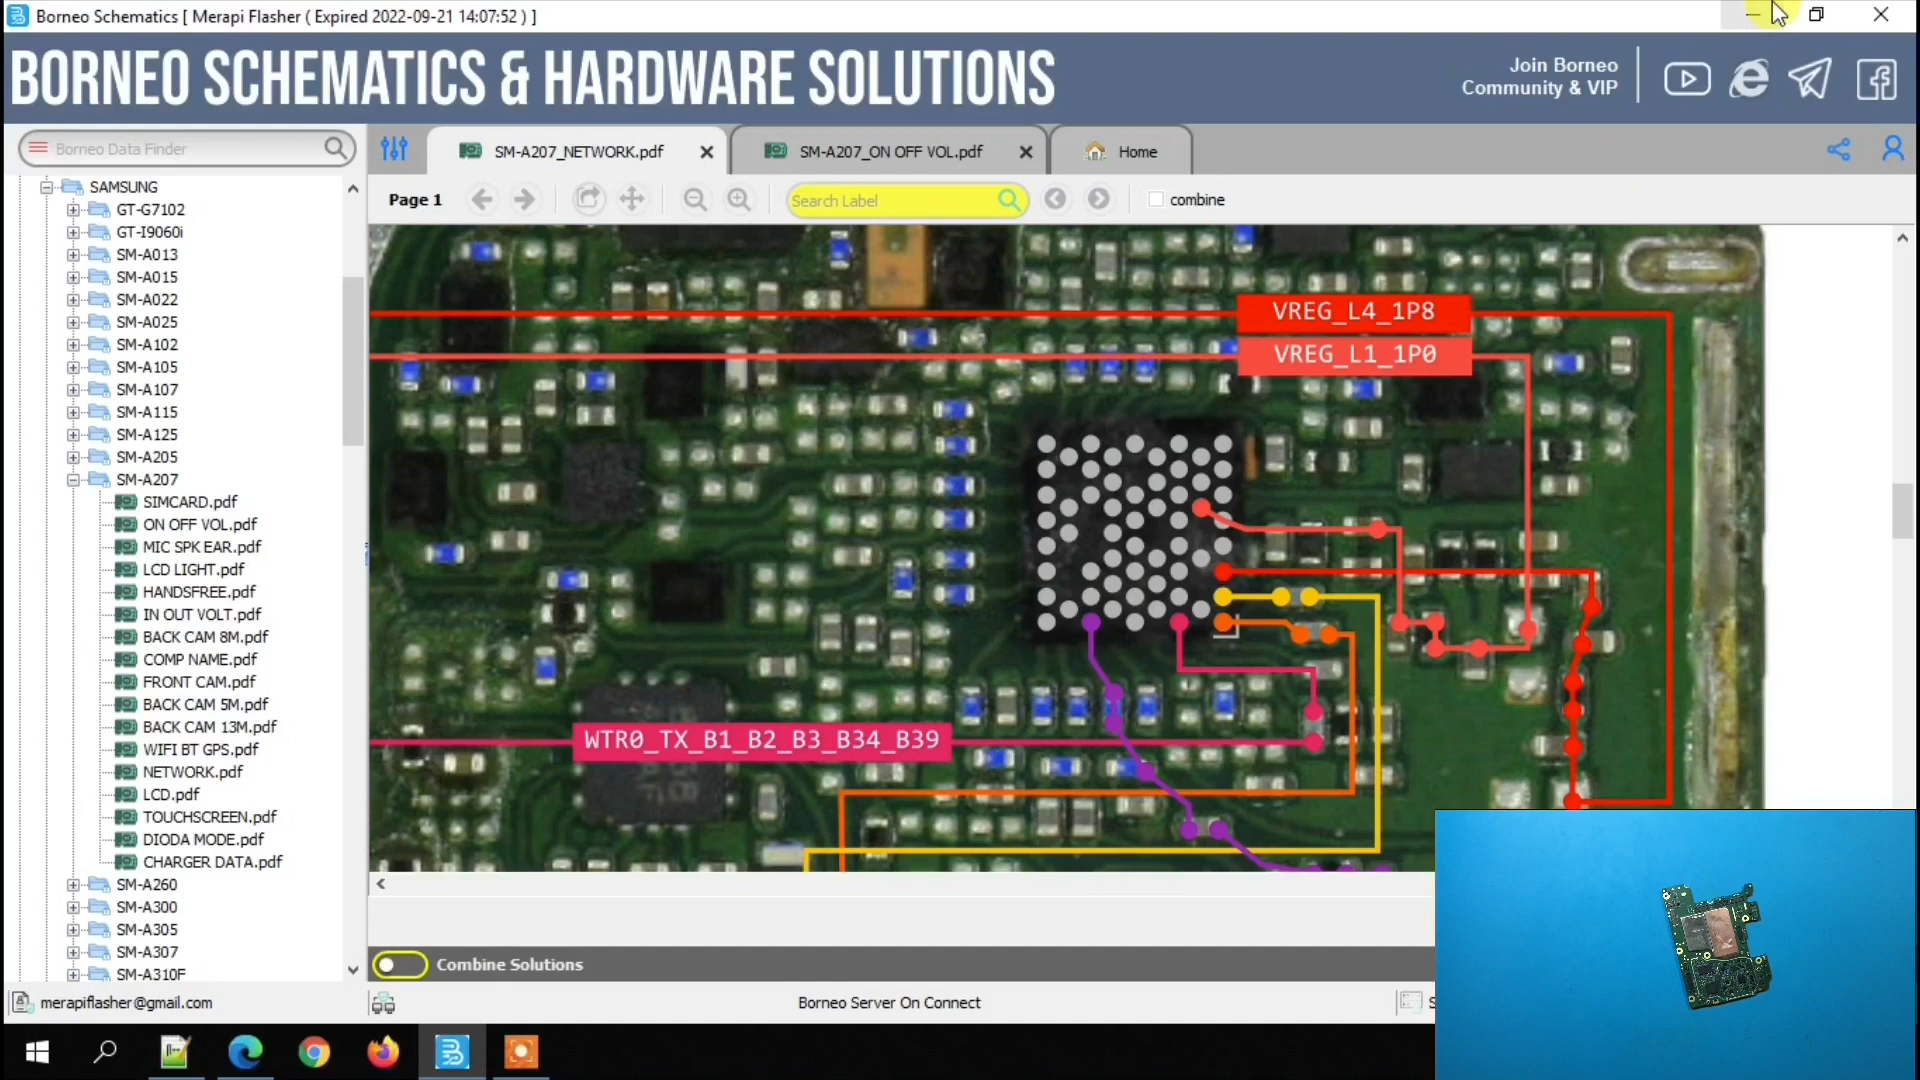 Borneo Schematics [ Merapi Flasher ( Expired 2022-09-21 14:07:52 ) ]
BORNEO SCHEMATICS & HARDWARE SOLUTIONS
Join Borneo
Community & VIP
Borneo Data Finder
SM-A207_NETWORK.pdf
SM-A207_ON OFF VOL.pdf
Home
Page 1
Search Label
combine
SAMSUNG
GT-G7102
GT-I9060i
SM-A013
SM-A015
SM-A022
SM-A025
SM-A102
SM-A105
SM-A107
SM-A115
SM-A125
SM-A205
SM-A207
SIMCARD.pdf
ON OFF VOL.pdf
MIC SPK EAR.pdf
LCD LIGHT.pdf
HANDSFREE.pdf
IN OUT VOLT.pdf
BACK CAM 8M.pdf
COMP NAME.pdf
FRONT CAM.pdf
BACK CAM 5M.pdf
BACK CAM 13M.pdf
WIFI BT GPS.pdf
NETWORK.pdf
LCD.pdf
TOUCHSCREEN.pdf
DIODA MODE.pdf
CHARGER DATA.pdf
SM-A260
SM-A300
SM-A305
SM-A307
SM-A310F
VREG_L4_1P8
VREG_L1_1P0
WTR0_TX_B1_B2_B3_B34_B39
Combine Solutions
merapiflasher@gmail.com
Borneo Server On Connect